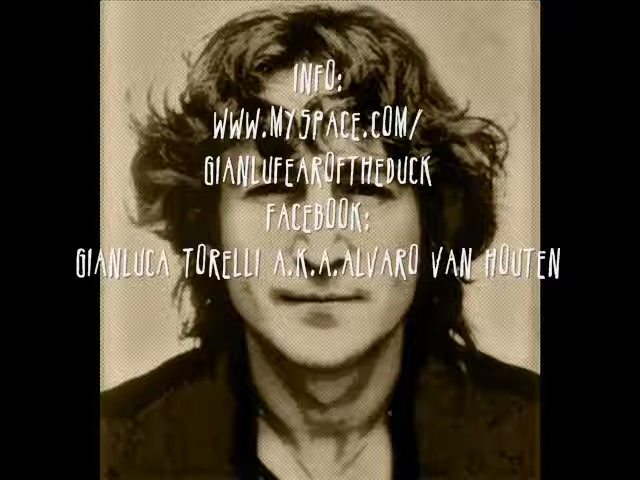 INFO:
WWW.MYSPACE.COM/
GIANLUFEAROFTHEDUCK
FACEBOOK:
GIANLUCA TORELLI A.K.A.ALVARO VAN HOUTEN